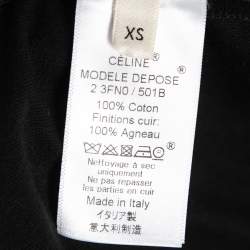 XS
CÉLINE
MODELE DEPOSE
2 3FN0 / 501B
100% Coton
Finitions cuir:
100% Agneau
Nettoyage à sec
uniquement
Ne pas repasser
les parties en cuir
Made in Italy
イタリア製
意大利制造